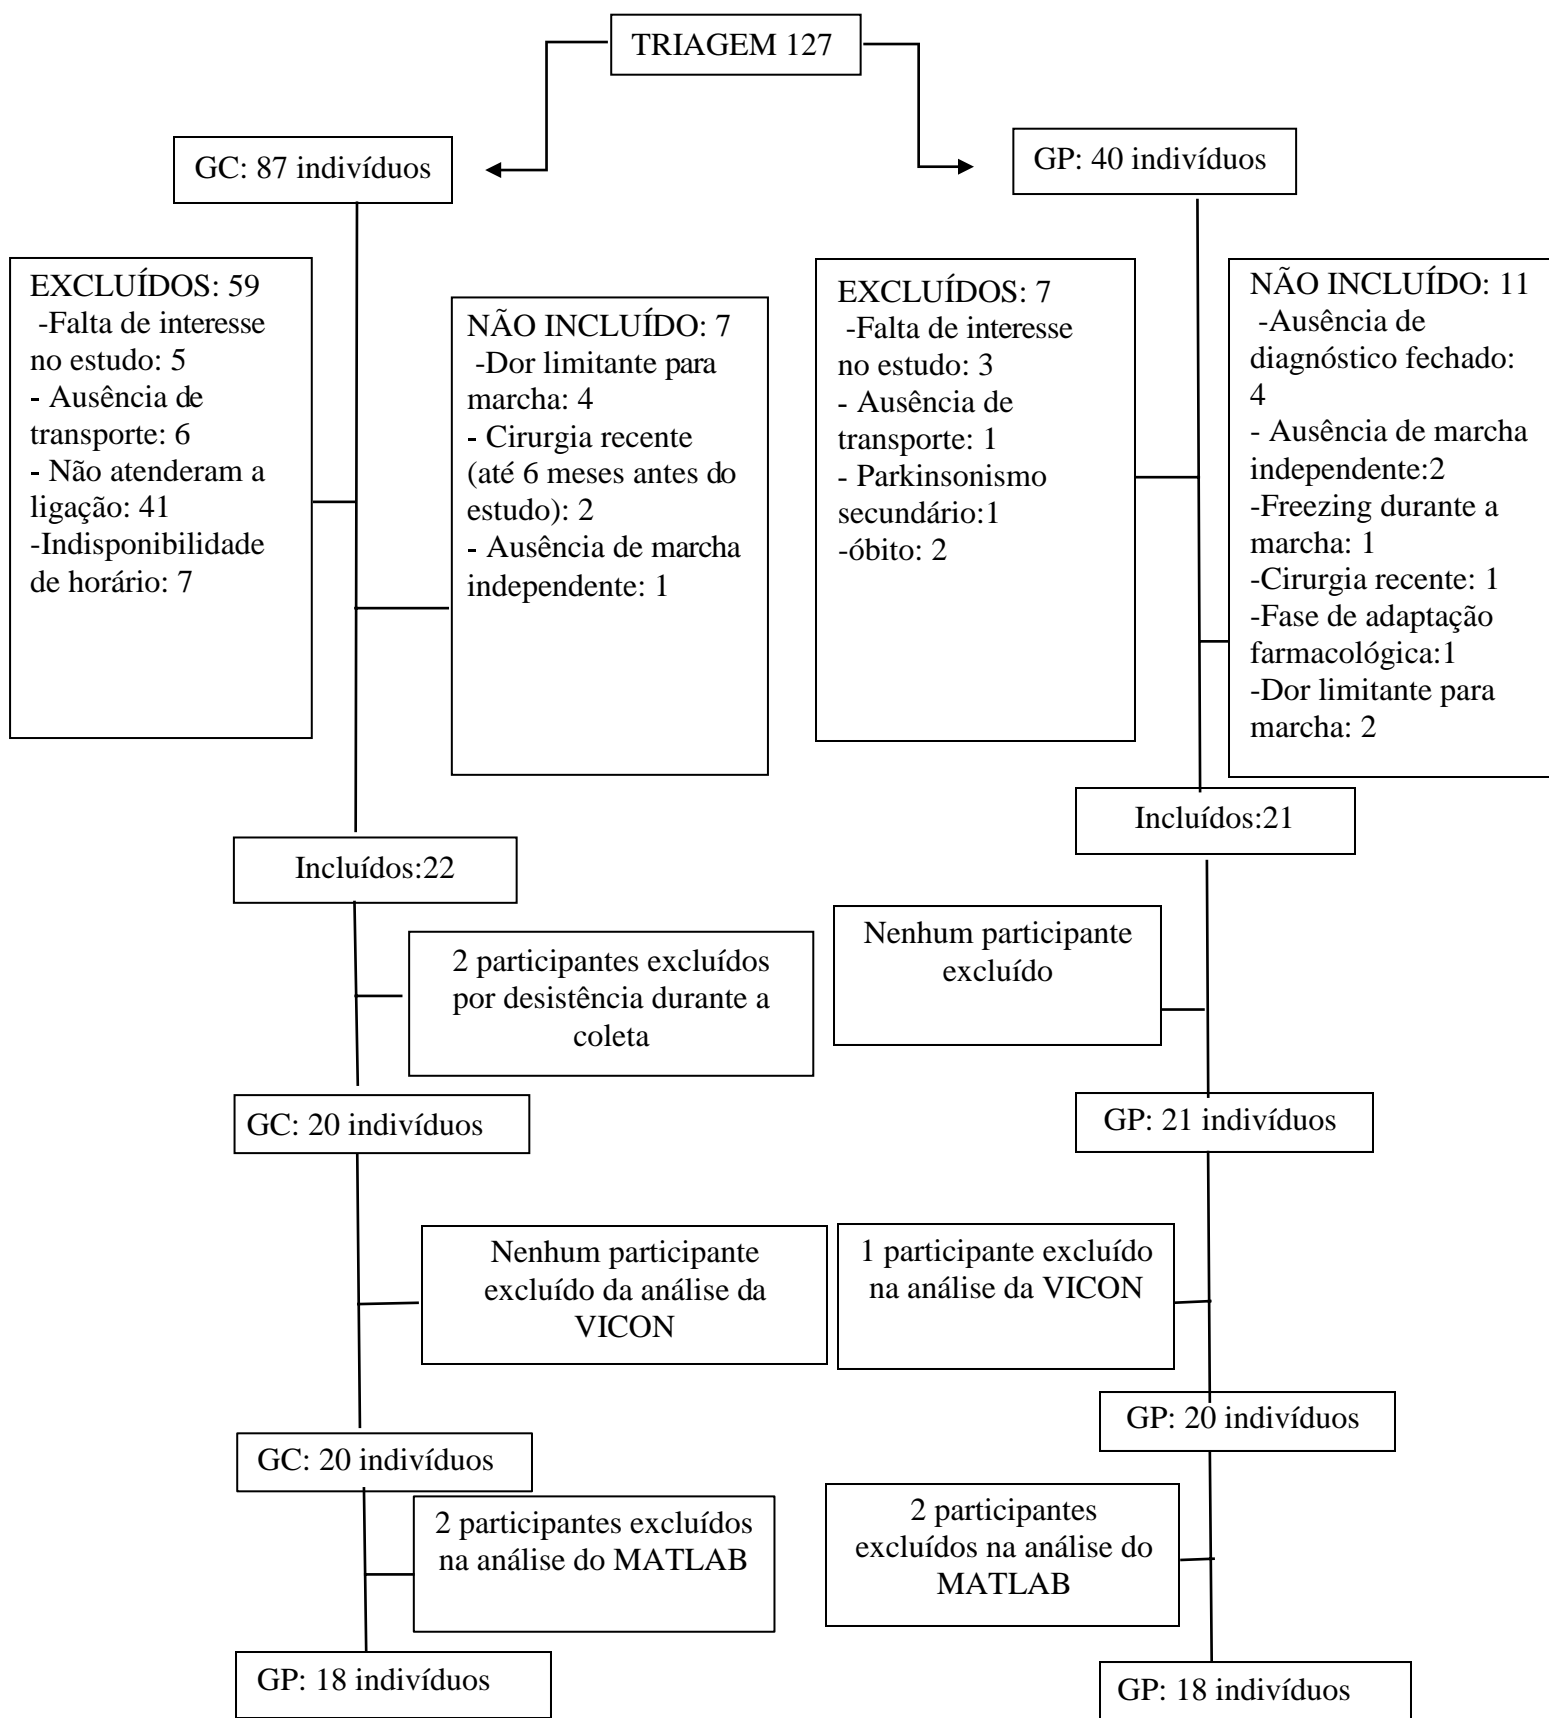 TRIAGEM 127
GC: 87 indivíduos
GP: 40 indivíduos
EXCLUÍDOS: 59
-Falta de interesse
no estudo: 5
- Ausência de
transporte: 6
- Não atenderam a
ligação: 41
-Indisponibilidade
de horário: 7
NÃO INCLUÍDO: 7
-Dor limitante para
marcha: 4
- Cirurgia recente
(até 6 meses antes do
estudo): 2
- Ausência de marcha
independente: 1
EXCLUÍDOS: 7
-Falta de interesse
no estudo: 3
- Ausência de
transporte: 1
- Parkinsonismo
secundário:1
-óbito: 2
NÃO INCLUÍDO: 11
-Ausência de
diagnóstico fechado:
4
- Ausência de marcha
independente:2
-Freezing durante a
marcha: 1
-Cirurgia recente: 1
-Fase de adaptação
farmacológica:1
-Dor limitante para
marcha: 2
Incluídos:22
Incluídos:21
2 participantes excluídos
por desistência durante a
coleta
Nenhum participante
excluído
GC: 20 indivíduos
GP: 21 indivíduos
Nenhum participante
excluído da análise da
VICON
1 participante excluído
na análise da VICON
GC: 20 indivíduos
GP: 20 indivíduos
2 participantes excluídos
na análise do MATLAB
2 participantes
excluídos na análise do
MATLAB
GP: 18 indivíduos
GP: 18 indivíduos